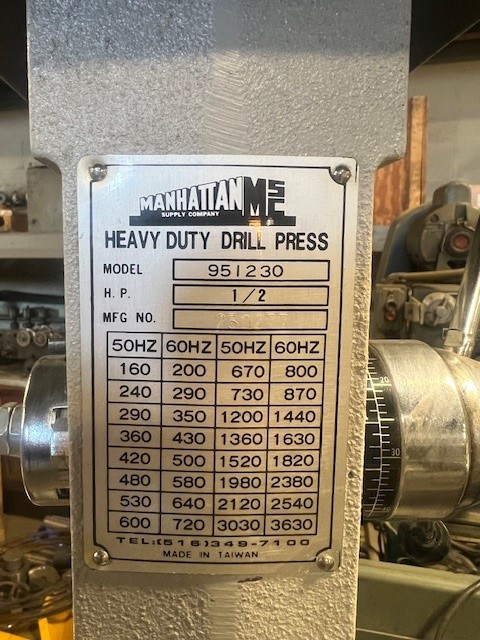 MANHATTAN MSC
SUPPLY COMPANY
HEAVY DUTY DRILL PRESS
MODEL 951230
H. P. 1/2
MFG NO.
50HZ 60HZ 50HZ 60HZ
160 200 670 800
240 290 730 870
290 350 1200 1440
360 430 1360 1630
420 500 1520 1820
480 580 1980 2380
530 640 2120 2540
600 720 3030 3630
TEL:(516)349-7100
MADE IN TAIWAN
20
30